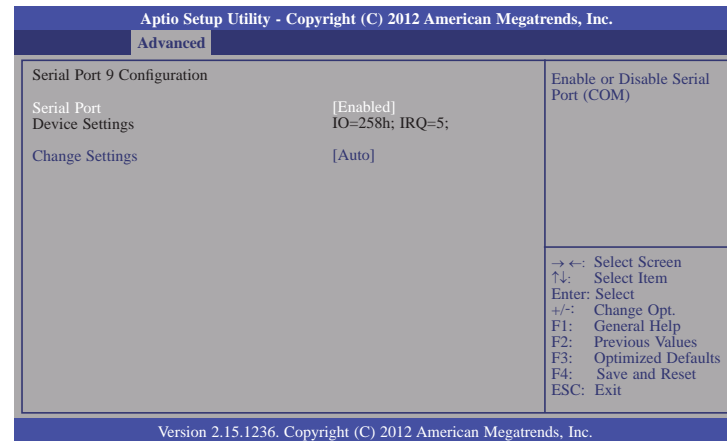 Aptio Setup Utility - Copyright (C) 2012 American Megatrends, Inc.
Advanced
Serial Port 9 Configuration
Serial Port [Enabled]
Device Settings IO=258h; IRQ=5;
Change Settings [Auto]
Enable or Disable Serial
Port (COM)
→←: Select Screen
↑↓: Select Item
Enter: Select
+/-: Change Opt.
F1: General Help
F2: Previous Values
F3: Optimized Defaults
F4: Save and Reset
ESC: Exit
Version 2.15.1236. Copyright (C) 2012 American Megatrends, Inc.